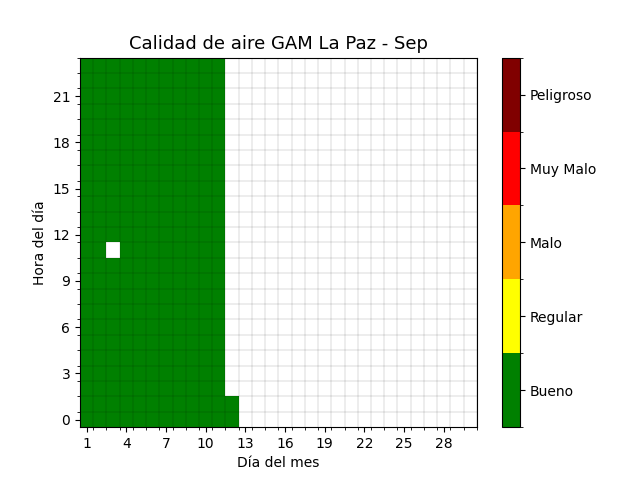 Calidad de aire GAM La Paz - Sep
Hora del día
21
18
15
12
9
6
3
0
1 4 7 10 13 16 19 22 25 28
Día del mes
Peligroso
Muy Malo
Malo
Regular
Bueno